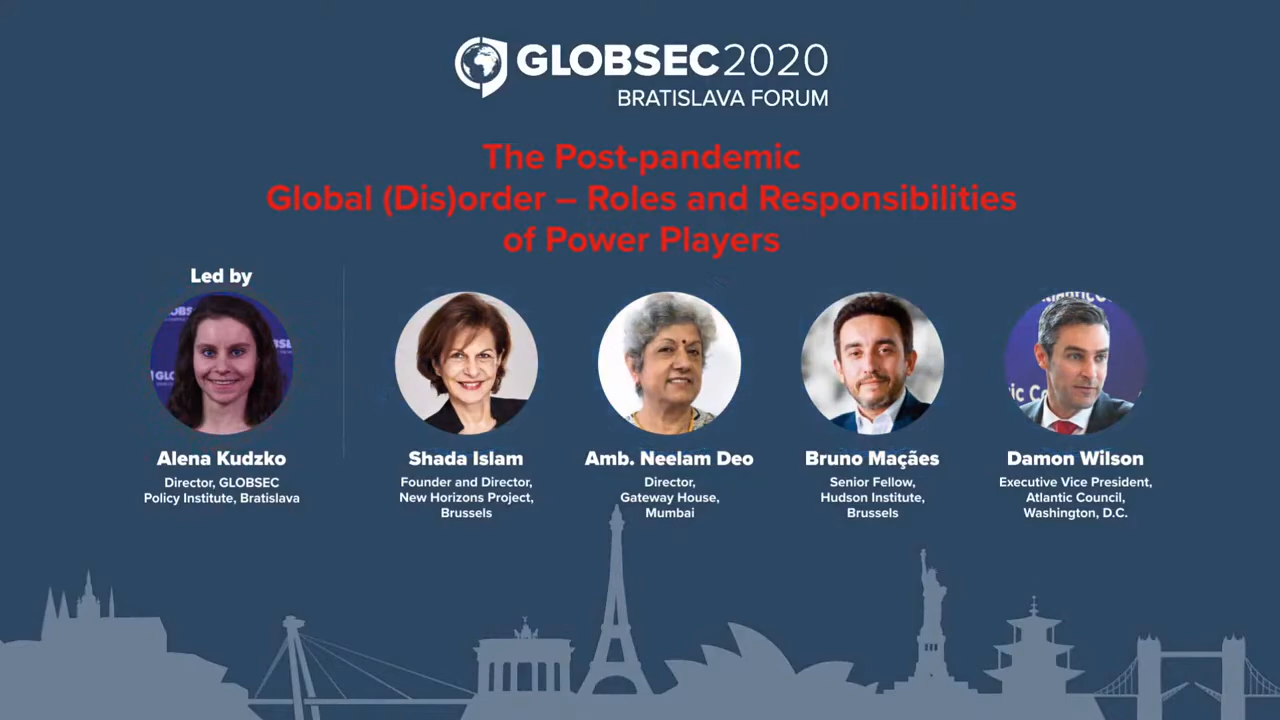 GLOBSEC2020
BRATISLAVA FORUM
The Post-pandemic
Global (Dis)order – Roles and Responsibilities
of Power Players
Led by
Alena Kudzko
Director, GLOBSEC
Policy Institute, Bratislava
Shada Islam
Founder and Director,
New Horizons Project,
Brussels
Amb. Neelam Deo
Director,
Gateway House,
Mumbai
Bruno Maçães
Senior Fellow,
Hudson Institute,
Brussels
Damon Wilson
Executive Vice President,
Atlantic Council,
Washington, D.C.